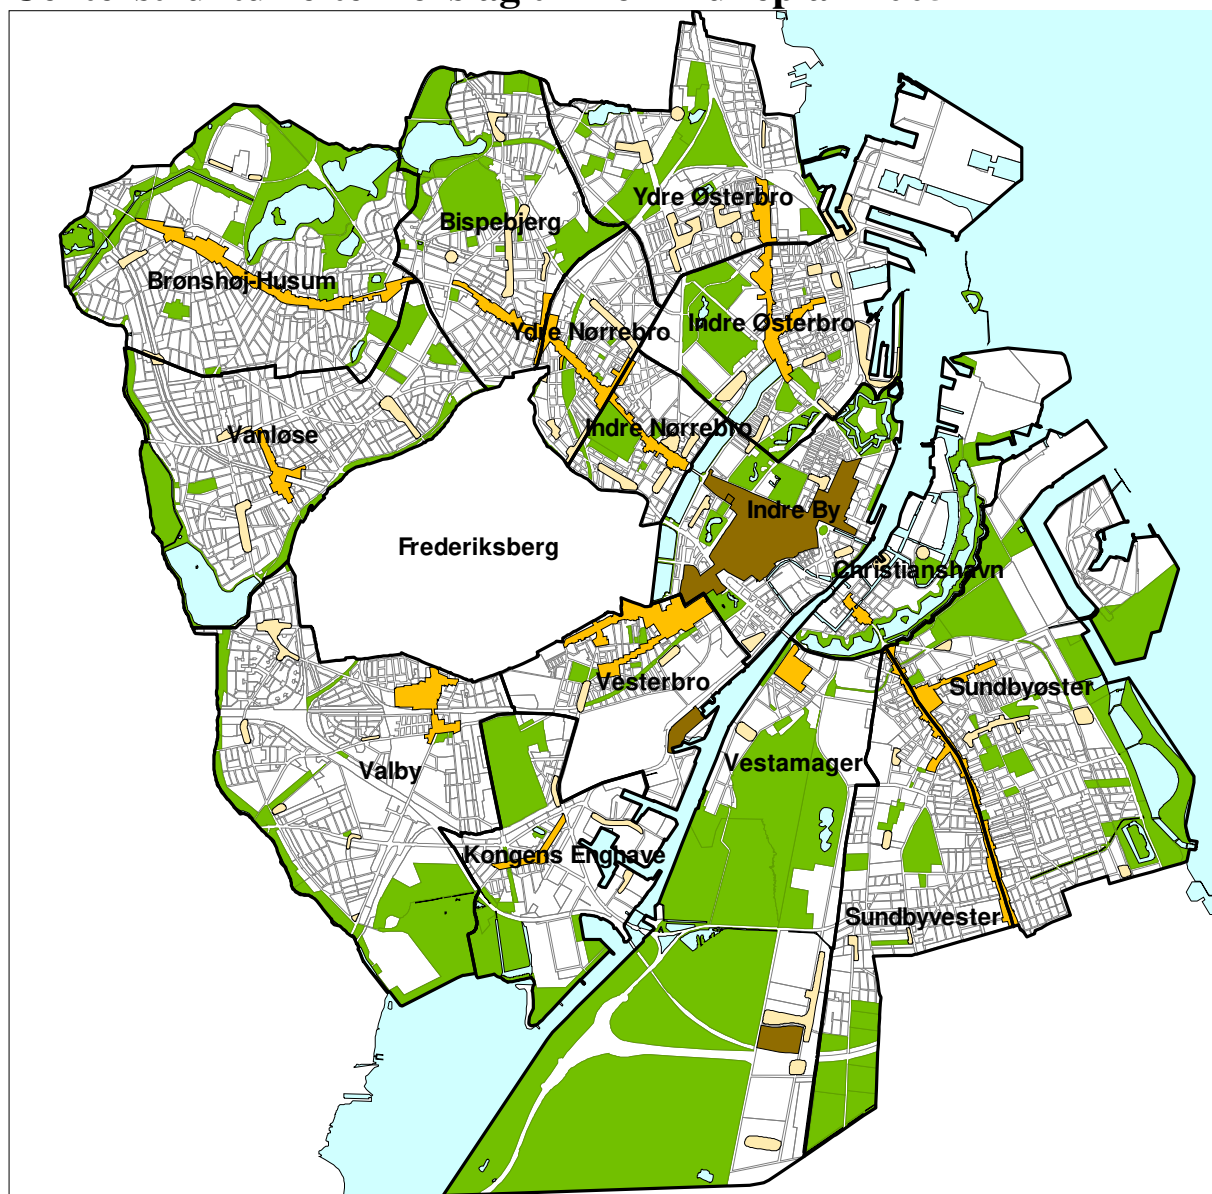 Ydre Østerbro
Bispebjerg
Brønshøj-Husum
Ydre Nørrebro
Indre Østerbro
Vanløse
Indre Nørrebro
Indre By
Frederiksberg
Christianshavn
Vesterbro
Sundbyøster
Valby
Vestamager
Kongens Enghave
Sundbyvester